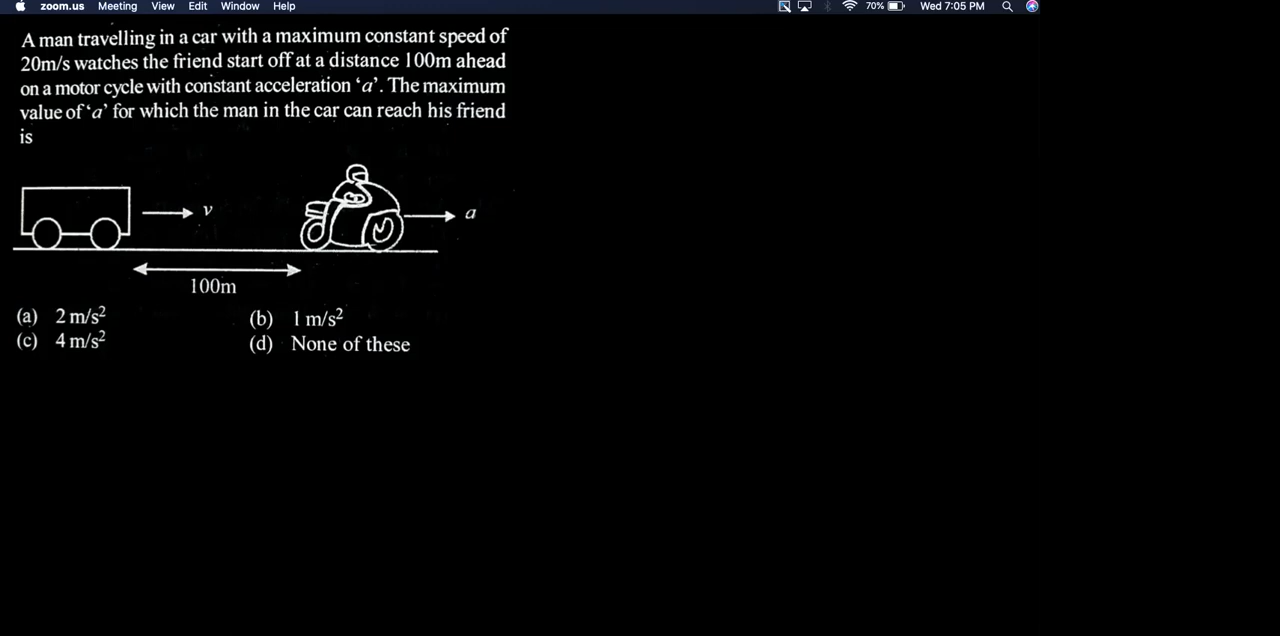 zoom.us Meeting View Edit Window Help 70% Wed 7:05 PM
A man travelling in a car with a maximum constant speed of
20m/s watches the friend start off at a distance 100m ahead
on a motor cycle with constant acceleration ‘a’. The maximum
value of ‘a’ for which the man in the car can reach his friend
is
v
a
100m
(a) 2 m/s²
(b) 1 m/s²
(c) 4 m/s²
(d) None of these